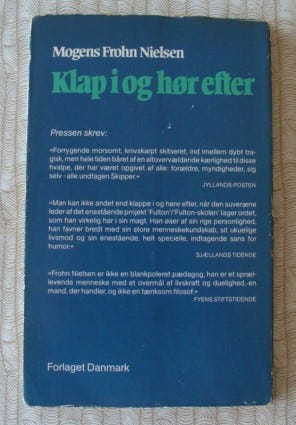 Mogens Frohn Nielsen
Klap i og hør efter
Pressen skrev:
»Forrygende morsomt, knivskarpt skitseret, ind imellem dybt tra-
gisk, men hele tiden båret af en altovervældende kærlighed til disse
hvalpe, der har været opgivet af alle: forældre, myndigheder, sig
selv - alle undtagen Skipper.«
JYLLANDS-POSTEN
»Man kan ikke andet end klappe i og høre efter, når den suveræne
leder af det enestående projekt 'Fulton'/'Fulton-skolen' tager ordet,
som han virkelig har i sin magt. Han øser af sin rige personlighed,
han favner bredt med sin store menneskekundskab, sit ukuelige
livsmod og sin enestående, helt specielle, indtagende sans for
humor.«
SJÆLLANDS TIDENDE
»Frohn Nielsen er ikke en blankpoleret pædagog, han er et spræl-
levende menneske med et overmål af livskraft og duelighed,-en
mand, der handler, og ikke en tænksom filosof.«
FYENS STIFTSTIDENDE
Forlaget Danmark